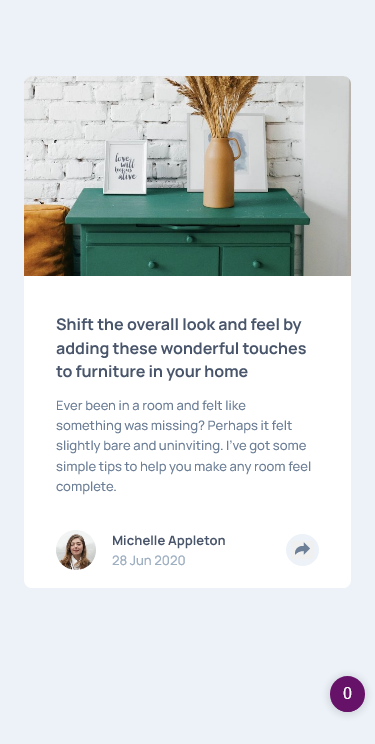 love
will
keep us
alive
Shift the overall look and feel by
adding these wonderful touches
to furniture in your home
Ever been in a room and felt like
something was missing? Perhaps it felt
slightly bare and uninviting. I've got some
simple tips to help you make any room feel
complete.
Michelle Appleton
28 Jun 2020
0